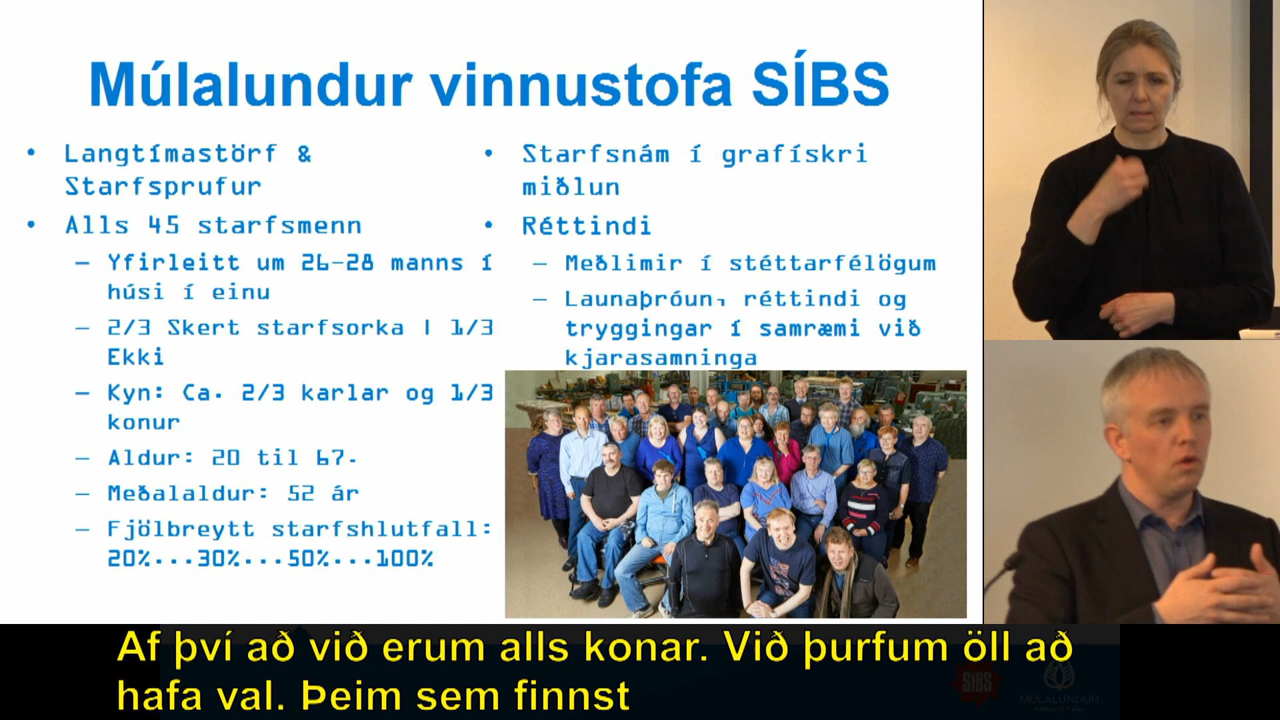 Múlalundur vinnustofa SÍBS
• Langtímastörf &
Starfsprufur
• Alls 45 starfsmenn
– Yfirleitt um 26-28 manns í
húsi í einu
– 2/3 Skert starfsorka | 1/3
Ekki
– Kyn: Ca. 2/3 karlar og 1/3
konur
– Aldur: 20 til 67.
– Meðalaldur: 52 ár
– Fjölbreytt starfshlutfall:
20%...30%...50%...100%
• Starfsnám í grafískri
miðlun
• Réttindi
– Meðlimir í stéttarfélögum
– Launaþróun, réttindi og
tryggingar í samræmi við
kjarasamninga
Af því að við erum alls konar. Við þurfum öll að
hafa val. Þeim sem finnst
SÍBS
MÚLALUNDUR